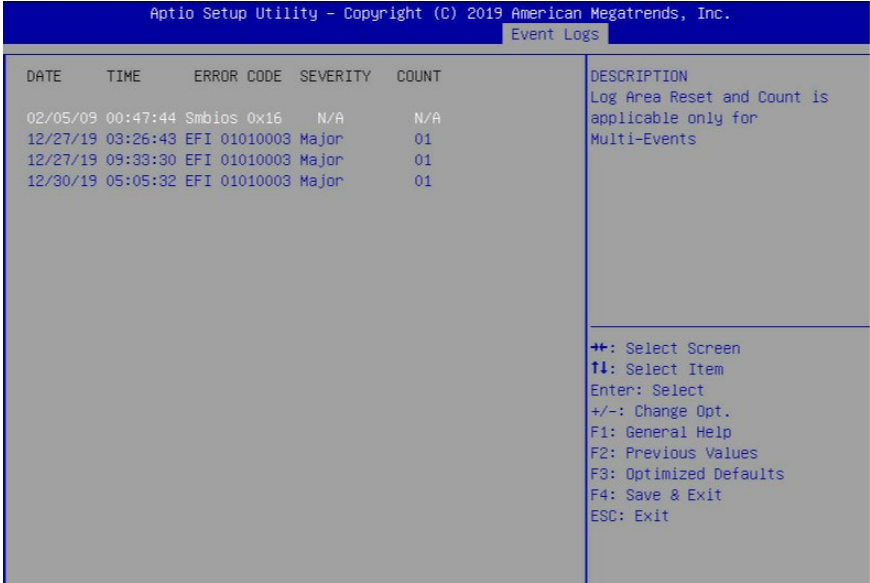 Aptio Setup Utility – Copyright (C) 2019 American Megatrends, Inc.
Event Logs
DATE TIME ERROR CODE SEVERITY COUNT
02/05/09 00:47:44 Smbios 0x16 N/A N/A
12/27/19 03:26:43 EFI 01010003 Major 01
12/27/19 09:33:30 EFI 01010003 Major 01
12/30/19 05:05:32 EFI 01010003 Major 01
DESCRIPTION
Log Area Reset and Count is
applicable only for
Multi-Events
→←: Select Screen
↑↓: Select Item
Enter: Select
+/-: Change Opt.
F1: General Help
F2: Previous Values
F3: Optimized Defaults
F4: Save & Exit
ESC: Exit